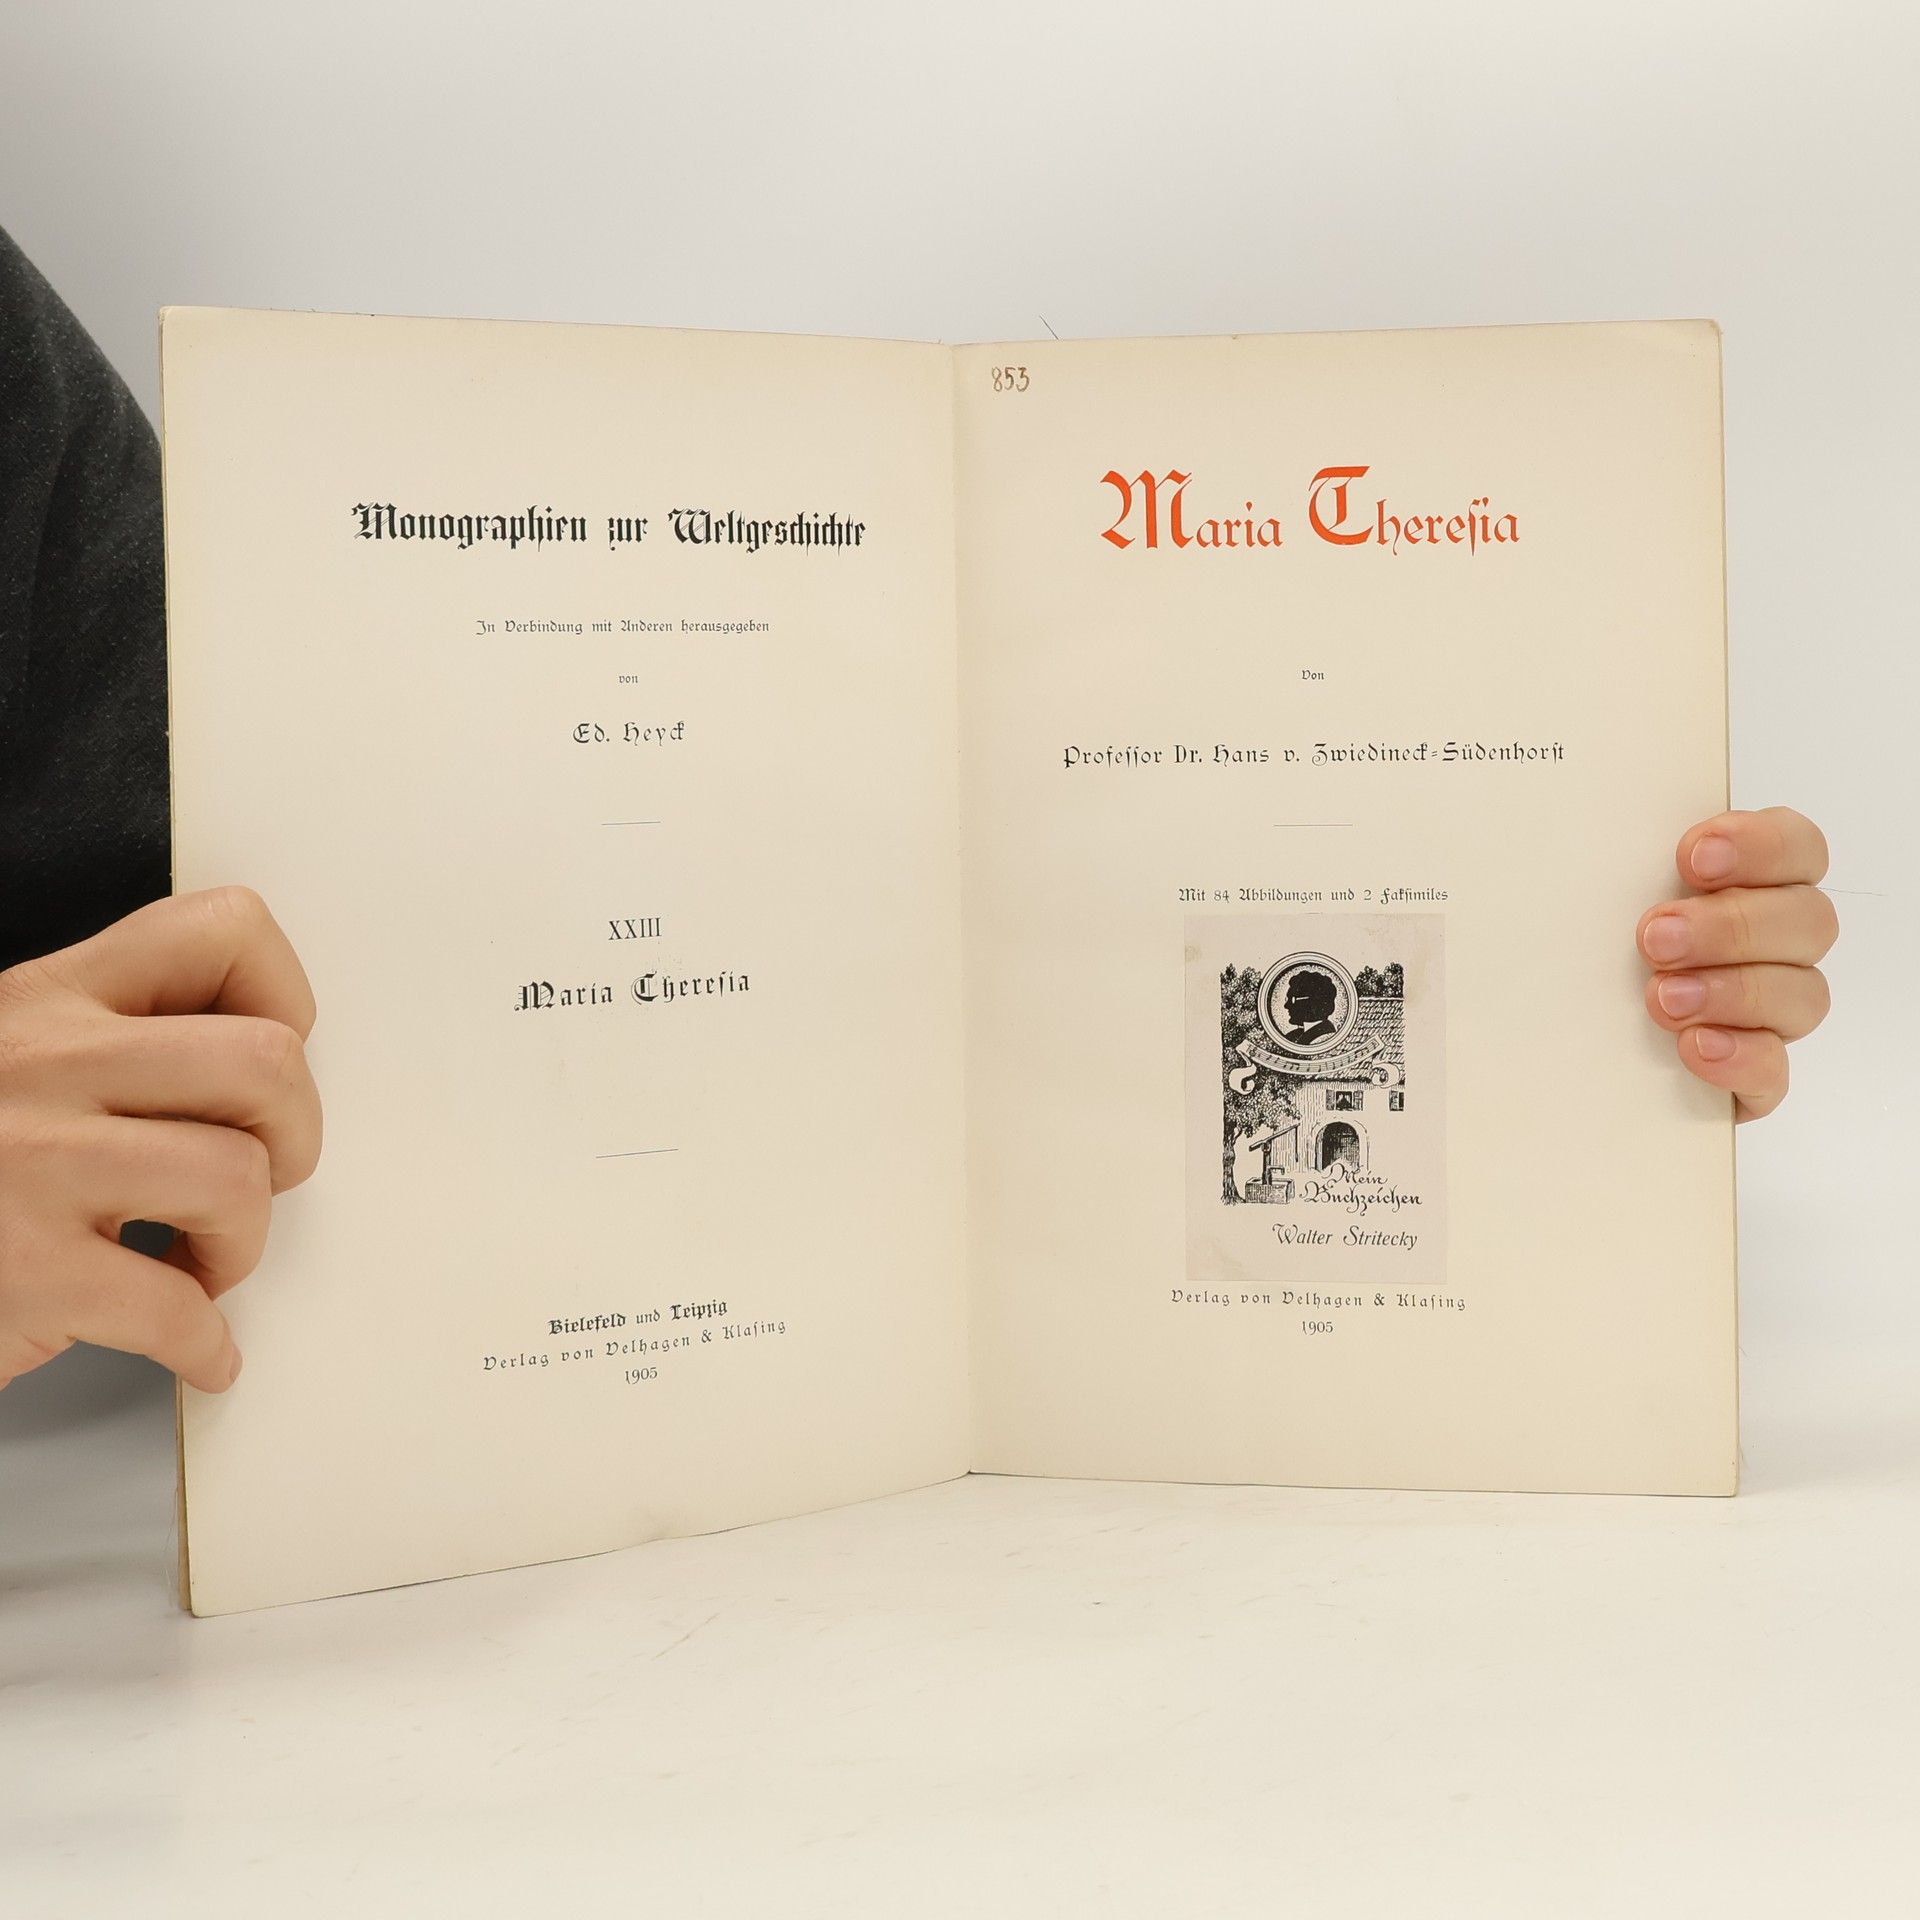 Monographien zur Weltgeschichte
In Verbindung mit Anderen herausgegeben
von
Ed. Heyck
XXIII
Maria Thereſia
Bielefeld und Leipzig
Verlag von Velhagen & Klaſing
1905
853
Maria Thereſia
Von
Profeſſor Dr. Hans v. Zwiedineck-Südenhorſt
Mit 84 Abbildungen und 2 Fakſimiles
Mein
Buchzeichen
Walter Stritecky
Verlag von Velhagen & Klaſing
1905